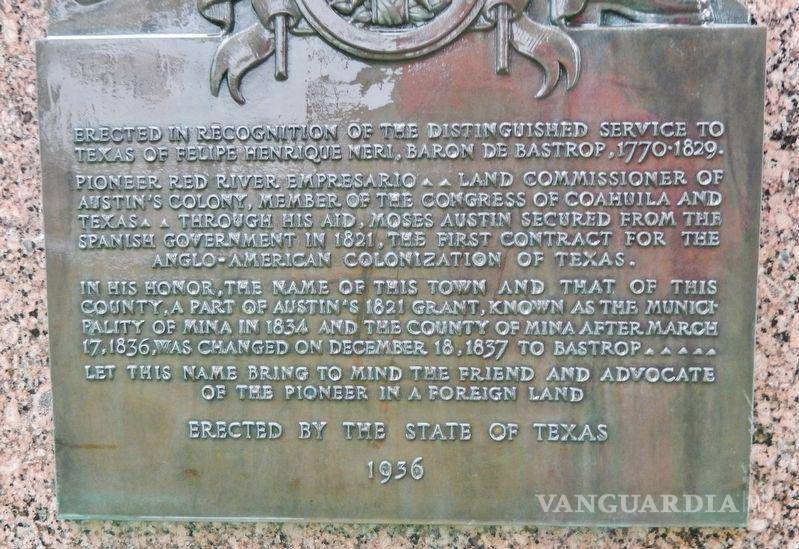 ERECTED IN RECOGNITION OF THE DISTINGUISHED SERVICE TO
TEXAS OF FELIPE HENRIQUE NERI, BARON DE BASTROP, 1770·1829.
PIONEER RED RIVER EMPRESARIO ▴ ▴ LAND COMMISSIONER OF
AUSTIN'S COLONY, MEMBER OF THE CONGRESS OF COAHUILA AND
TEXAS ▴ ▴ THROUGH HIS AID, MOSES AUSTIN SECURED FROM THE
SPANISH GOVERNMENT IN 1821, THE FIRST CONTRACT FOR THE
ANGLO-AMERICAN COLONIZATION OF TEXAS.
IN HIS HONOR, THE NAME OF THIS TOWN AND THAT OF THIS
COUNTY, A PART OF AUSTIN'S 1821 GRANT, KNOWN AS THE MUNICI-
PALITY OF MINA IN 1834 AND THE COUNTY OF MINA AFTER MARCH
17, 1836, WAS CHANGED ON DECEMBER 18, 1837 TO BASTROP ▴ ▴ ▴ ▴ ▴
LET THIS NAME BRING TO MIND THE FRIEND AND ADVOCATE
OF THE PIONEER IN A FOREIGN LAND
ERECTED BY THE STATE OF TEXAS
1936
VANGUARDIA